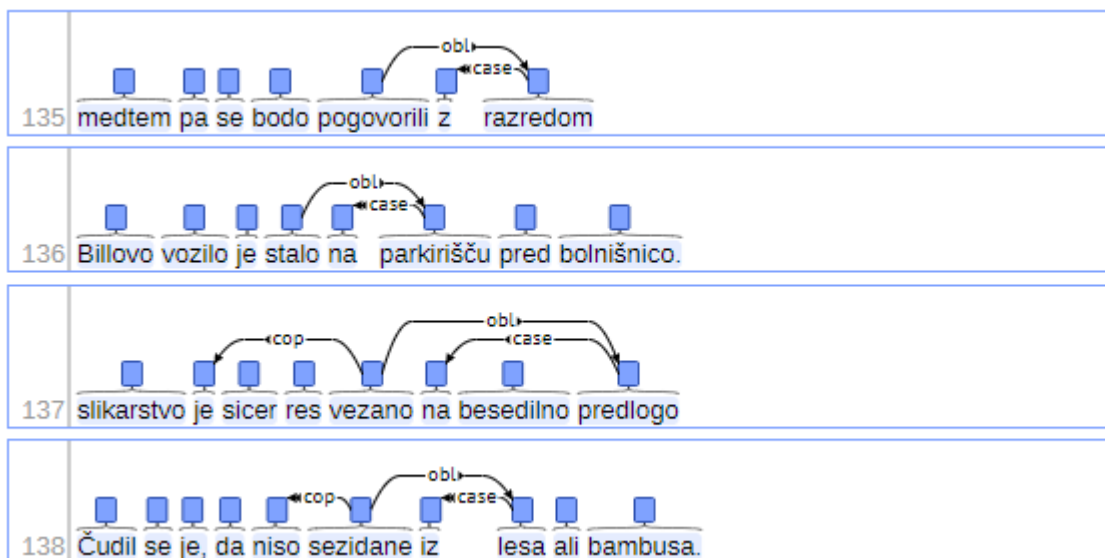 obl
case
135 medtem pa se bodo pogovorili z razredom
obl
case
136 Billovo vozilo je stalo na parkirišču pred bolnišnico.
obl
cop case
137 slikarstvo je sicer res vezano na besedilno predlogo
obl
cop case
138 Čudil se je, da niso sezidane iz lesa ali bambusa.